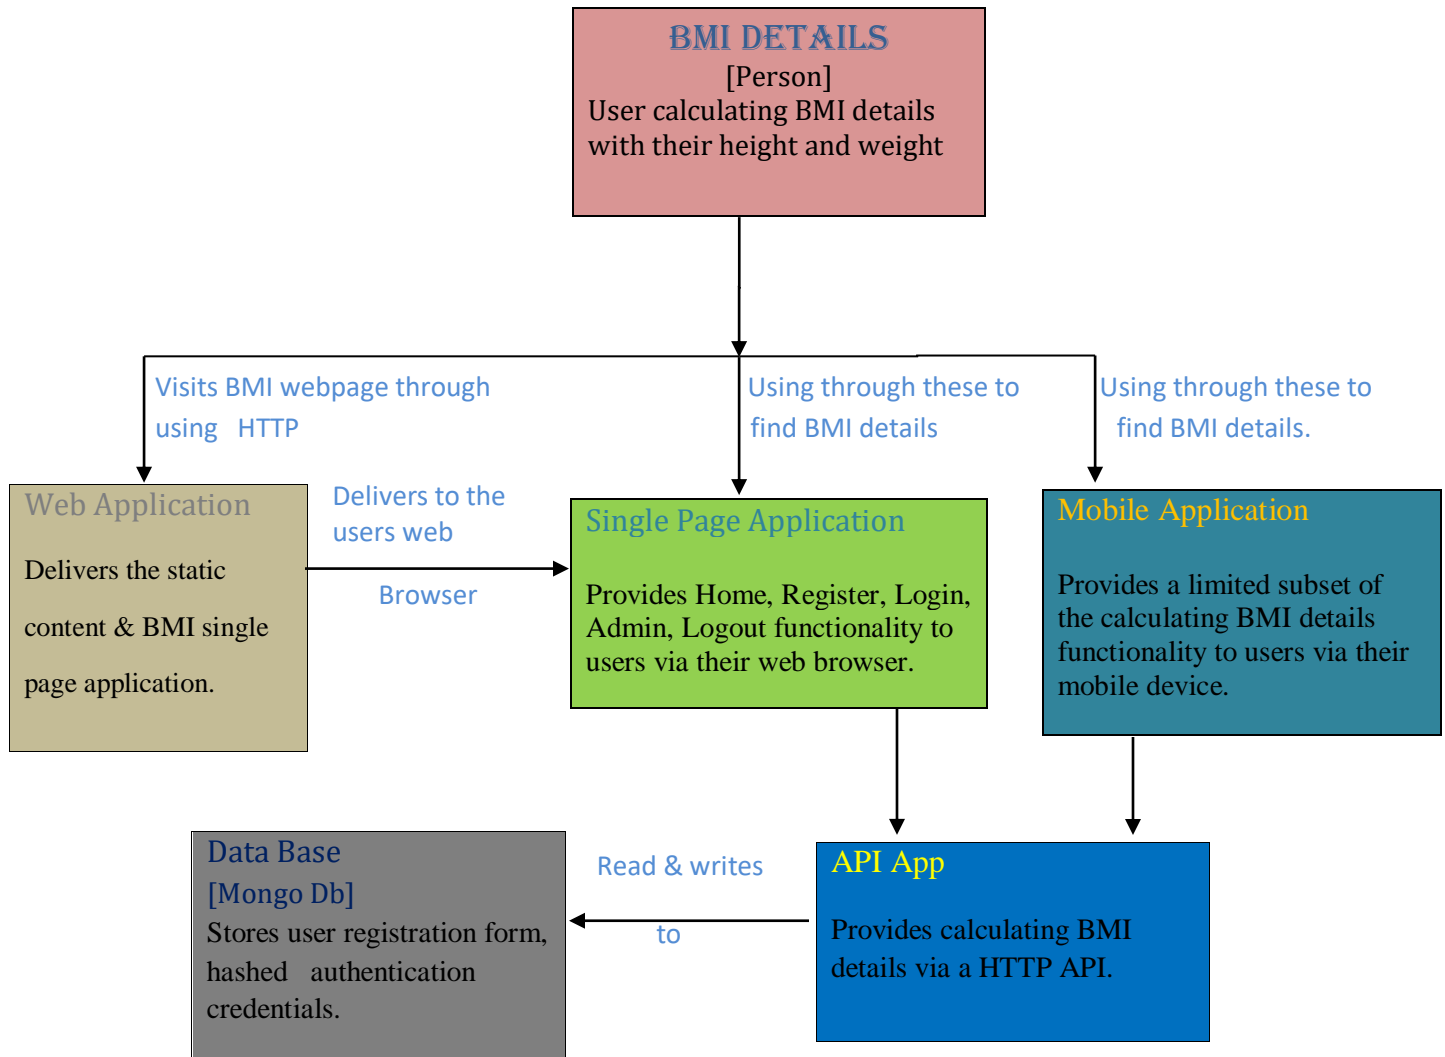 BMI DETAILS
[Person]
User calculating BMI details
with their height and weight
Visits BMI webpage through
using HTTP
Using through these to
find BMI details
Using through these to
find BMI details.
Web Application
Delivers the static
content & BMI single
page application.
Delivers to the
users web
Browser
Single Page Application
Provides Home, Register, Login,
Admin, Logout functionality to
users via their web browser.
Mobile Application
Provides a limited subset of
the calculating BMI details
functionality to users via their
mobile device.
Data Base
[Mongo Db]
Stores user registration form,
hashed authentication
credentials.
Read & writes
to
API App
Provides calculating BMI
details via a HTTP API.